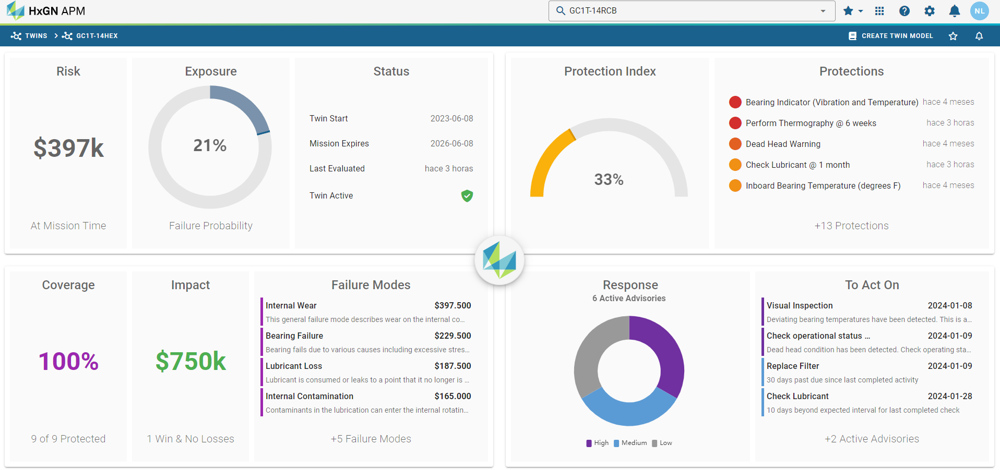 HxGN APM
GC1T-14RCB
NL
TWINS
GC1T-14HEX
CREATE TWIN MODEL
Risk
$397k
At Mission Time
Exposure
21%
Failure Probability
Status
Twin Start 2023-06-08
Mission Expires 2026-06-08
Last Evaluated hace 3 horas
Twin Active
Protection Index
33%
Protections
Bearing Indicator (Vibration and Temperature) hace 4 meses
Perform Thermography @ 6 weeks hace 3 horas
Dead Head Warning hace 4 meses
Check Lubricant @ 1 month hace 3 horas
Inboard Bearing Temperature (degrees F) hace 4 meses
+13 Protections
Coverage
100%
9 of 9 Protected
Impact
$750k
1 Win & No Losses
Failure Modes
Internal Wear $397.500
This general failure mode describes wear on the internal co...
Bearing Failure $229.500
Bearing fails due to various causes including excessive stres...
Lubricant Loss $187.500
Lubricant is consumed or leaks to a point that it no longer is ...
Internal Contamination $165.000
Contaminants in the lubrication can enter the internal rotatin...
+5 Failure Modes
Response
6 Active Advisories
High Medium Low
To Act On
Visual Inspection 2024-01-08
Deviating bearing temperatures have been detected. This is a...
Check operational status ... 2024-01-09
Dead head condition has been detected. Check operating sta...
Replace Filter 2024-01-09
30 days past due since last completed activity
Check Lubricant 2024-01-28
10 days beyond expected interval for last completed check
+2 Active Advisories